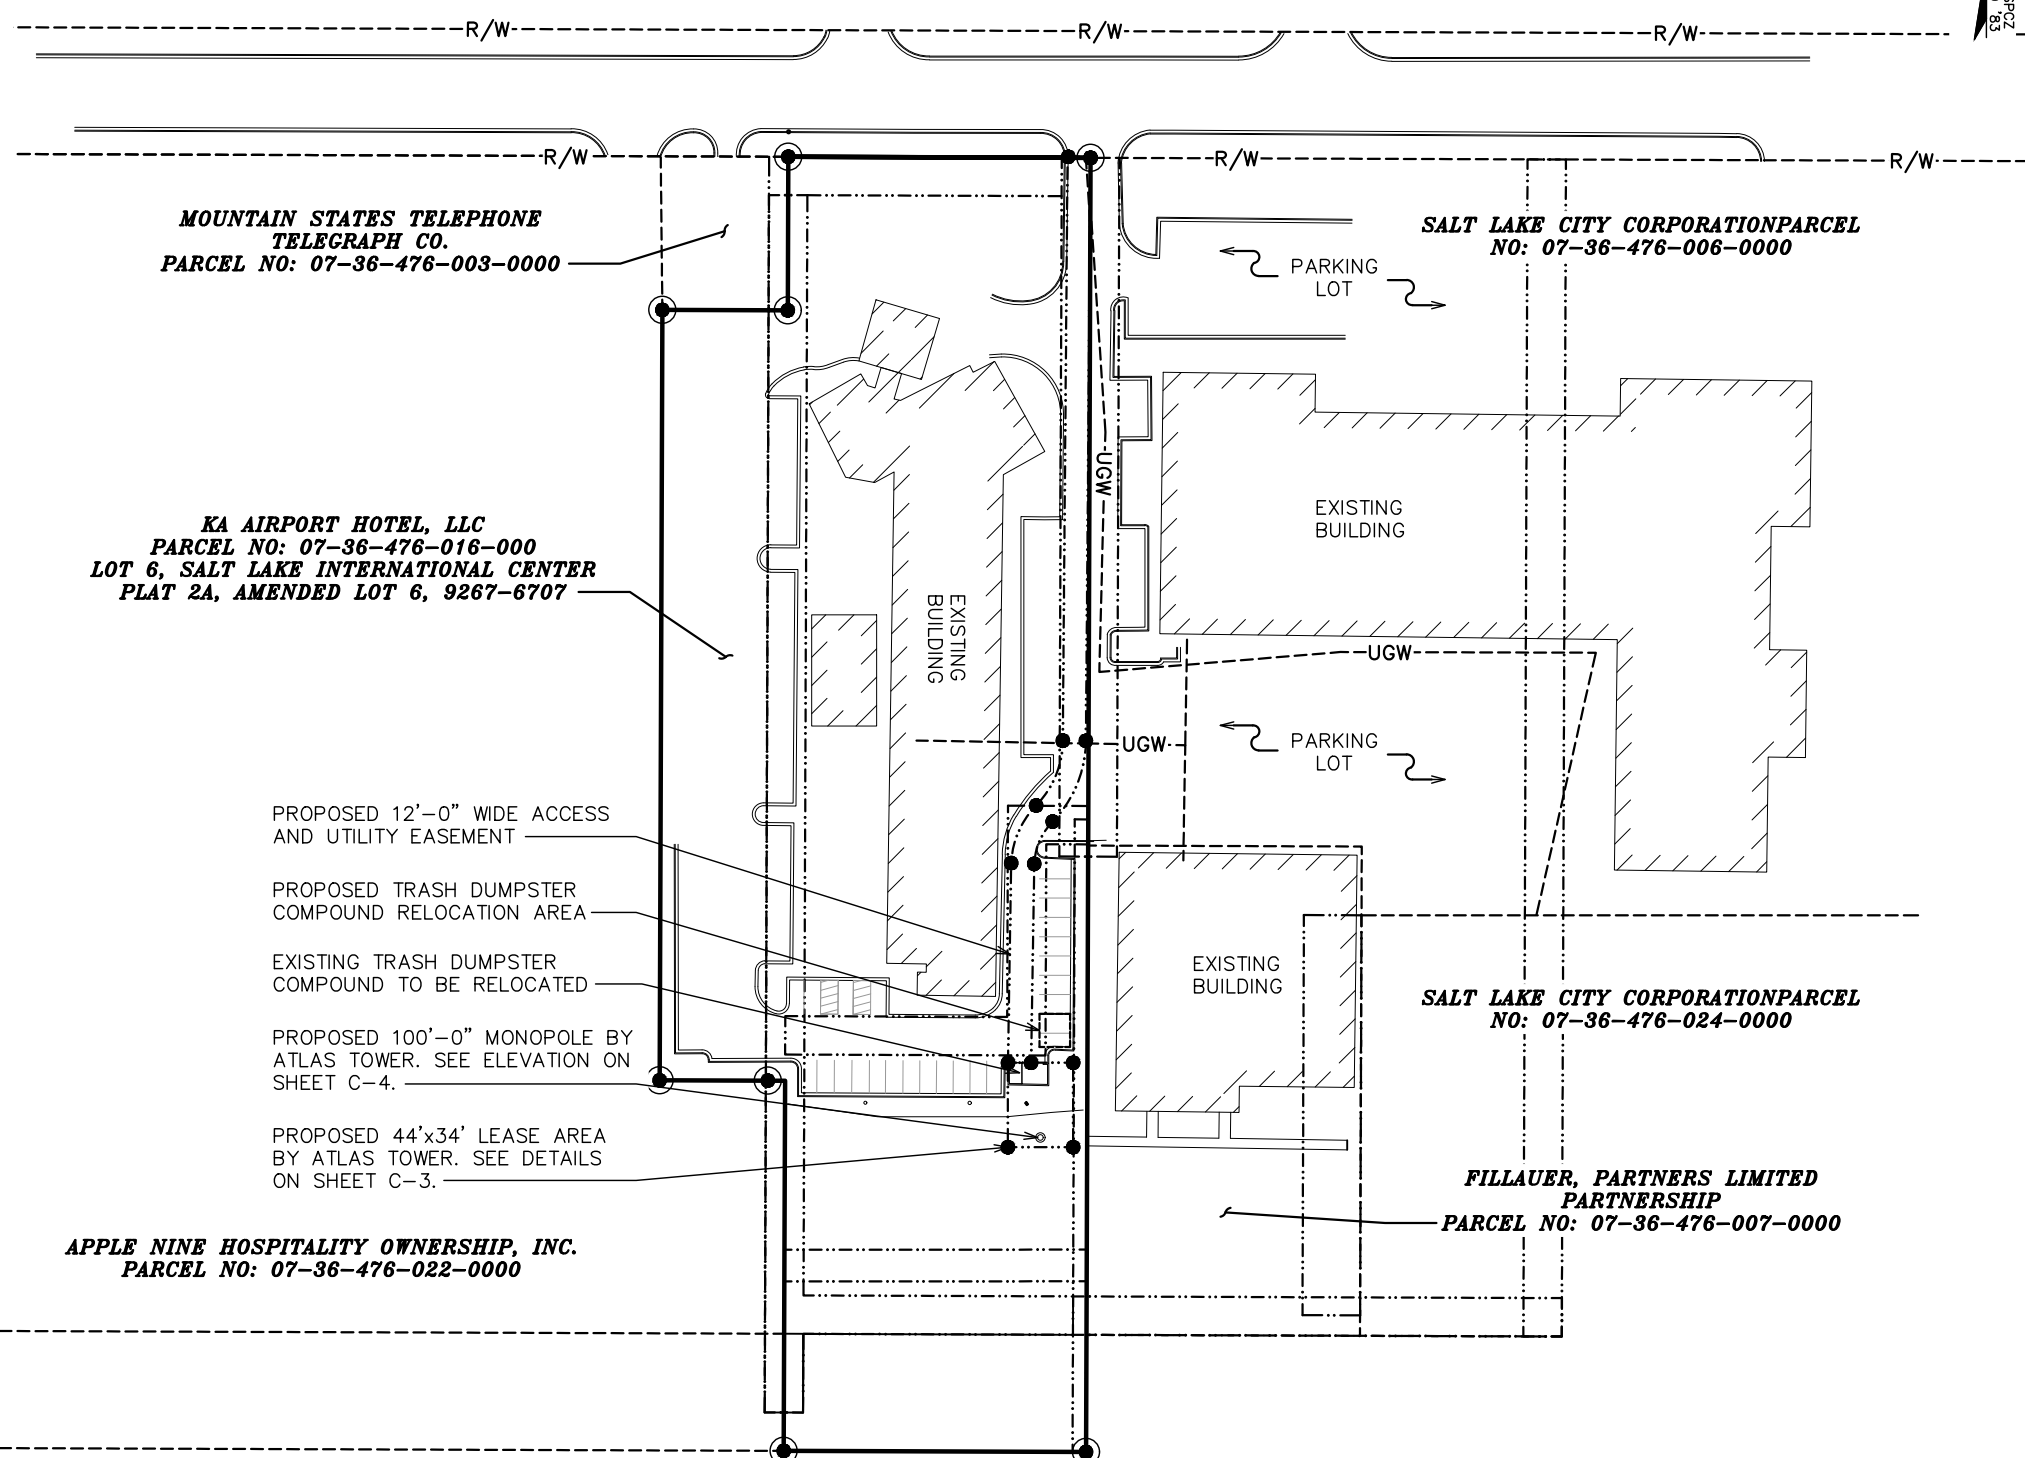 R/W
R/W
R/W
SPCZ
'83
R/W
R/W
R/W
MOUNTAIN STATES TELEPHONE
TELEGRAPH CO.
PARCEL NO: 07-36-476-003-0000
SALT LAKE CITY CORPORATIONPARCEL
NO: 07-36-476-006-0000
PARKING
LOT
KA AIRPORT HOTEL, LLC
PARCEL NO: 07-36-476-016-000
LOT 6, SALT LAKE INTERNATIONAL CENTER
PLAT 2A, AMENDED LOT 6, 9267-6707
UGW
EXISTING
BUILDING
EXISTING
BUILDING
UGW
UGW
PARKING
LOT
PROPOSED 12'-0" WIDE ACCESS
AND UTILITY EASEMENT
PROPOSED TRASH DUMPSTER
COMPOUND RELOCATION AREA
EXISTING TRASH DUMPSTER
COMPOUND TO BE RELOCATED
PROPOSED 100'-0" MONOPOLE BY
ATLAS TOWER. SEE ELEVATION ON
SHEET C-4.
PROPOSED 44'x34' LEASE AREA
BY ATLAS TOWER. SEE DETAILS
ON SHEET C-3.
EXISTING
BUILDING
SALT LAKE CITY CORPORATIONPARCEL
NO: 07-36-476-024-0000
FILLAUER, PARTNERS LIMITED
PARTNERSHIP
PARCEL NO: 07-36-476-007-0000
APPLE NINE HOSPITALITY OWNERSHIP, INC.
PARCEL NO: 07-36-476-022-0000